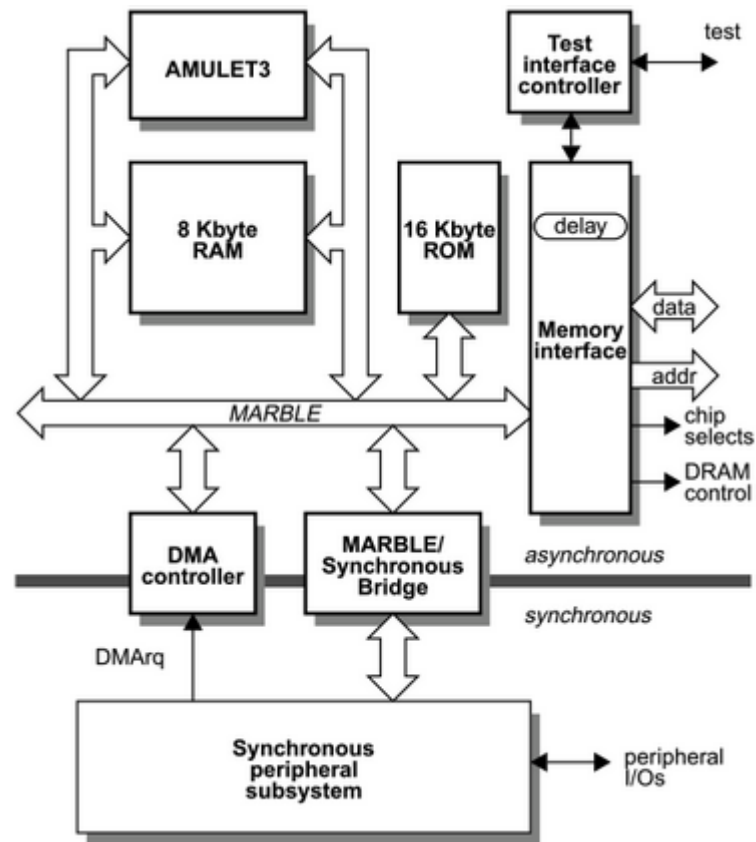 AMULET3
Test
interface
controller
test
8 Kbyte
RAM
16 Kbyte
ROM
delay
Memory
interface
data
addr
MARBLE
chip
selects
DRAM
control
DMA
controller
MARBLE/
Synchronous
Bridge
asynchronous
synchronous
DMArq
Synchronous
peripheral
subsystem
peripheral
I/Os